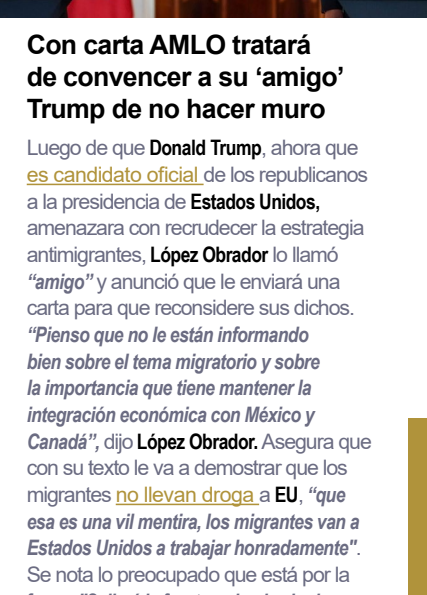 Con carta AMLO tratará
de convencer a su ‘amigo’
Trump de no hacer muro
Luego de que Donald Trump, ahora que
es candidato oficial de los republicanos
a la presidencia de Estados Unidos,
amenazara con recrudecer la estrategia
antimigrantes, López Obrador lo llamó
“amigo” y anunció que le enviará una
carta para que reconsidere sus dichos.
“Pienso que no le están informando
bien sobre el tema migratorio y sobre
la importancia que tiene mantener la
integración económica con México y
Canadá”, dijo López Obrador. Asegura que
con su texto le va a demostrar que los
migrantes no llevan droga a EU, “que
esa es una vil mentira, los migrantes van a
Estados Unidos a trabajar honradamente".
Se nota lo preocupado que está por la